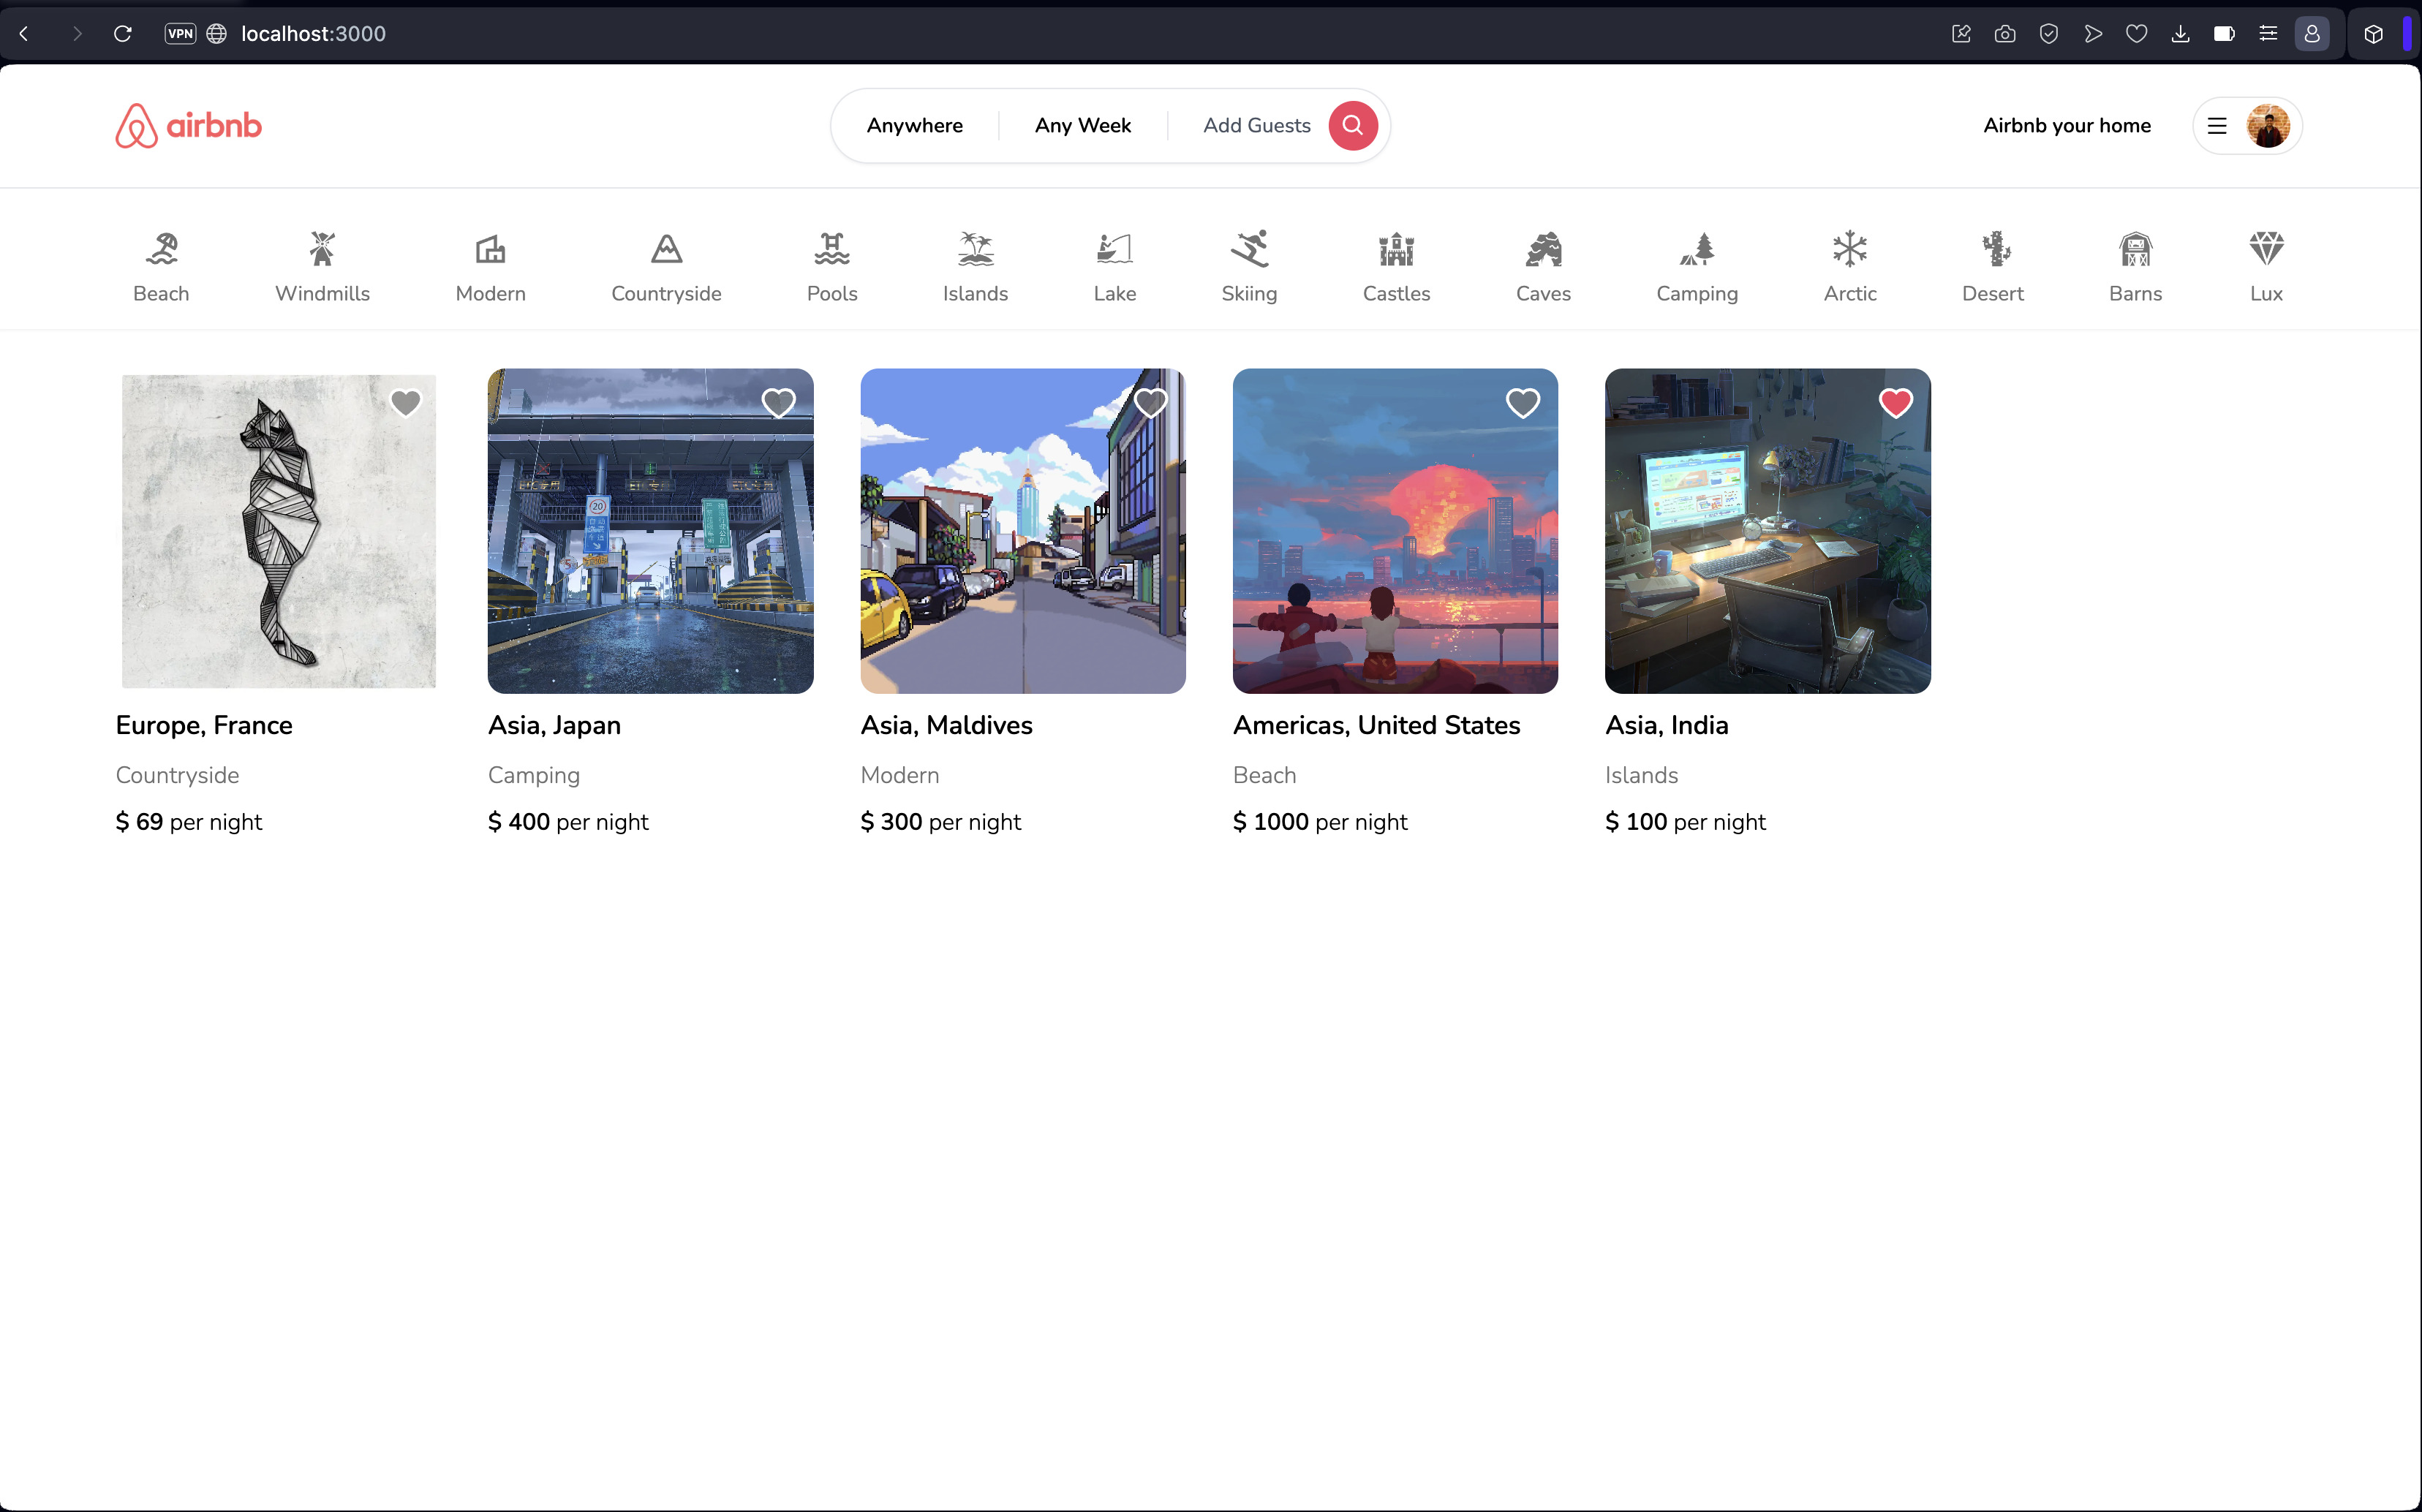 VPN localhost:3000
airbnb
Anywhere Any Week Add Guests
Airbnb your home
Beach Windmills Modern Countryside Pools Islands Lake Skiing Castles Caves Camping Arctic Desert Barns Lux
20
Europe, France Asia, Japan Asia, Maldives Americas, United States Asia, India
Countryside Camping Modern Beach Islands
$ 69 per night $ 400 per night $ 300 per night $ 1000 per night $ 100 per night